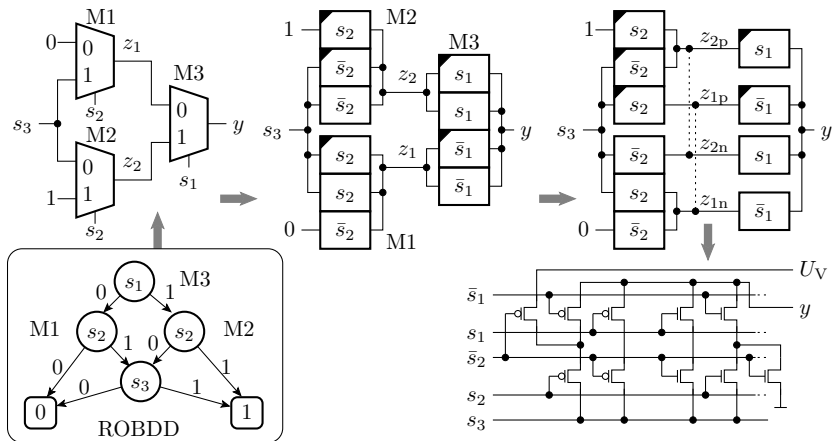 M1
0
0
z₁
1
s₂
M3
0
1
y
s₁
s₃
M2
0
z₂
1
1
s₂
1
s₂
M2
s̄₂
z₂
s̄₂
M3
s₁
s₁
s₃
y
s₂
z₁
s̄₁
s₂
s̄₁
0
s̄₂
M1
1
s₂
z₂ₚ
s₁
s̄₂
s₂
z₁ₚ
s̄₁
s₃
y
s̄₂
z₂ₙ
s₁
s₂
z₁ₙ
s̄₁
0
s̄₂
s₁
M3
0
1
M1
s₂
s₂
M2
0
1
0
1
s₃
0
1
0
1
ROBDD
U_V
s̄₁
y
s₁
s̄₂
s₂
s₃